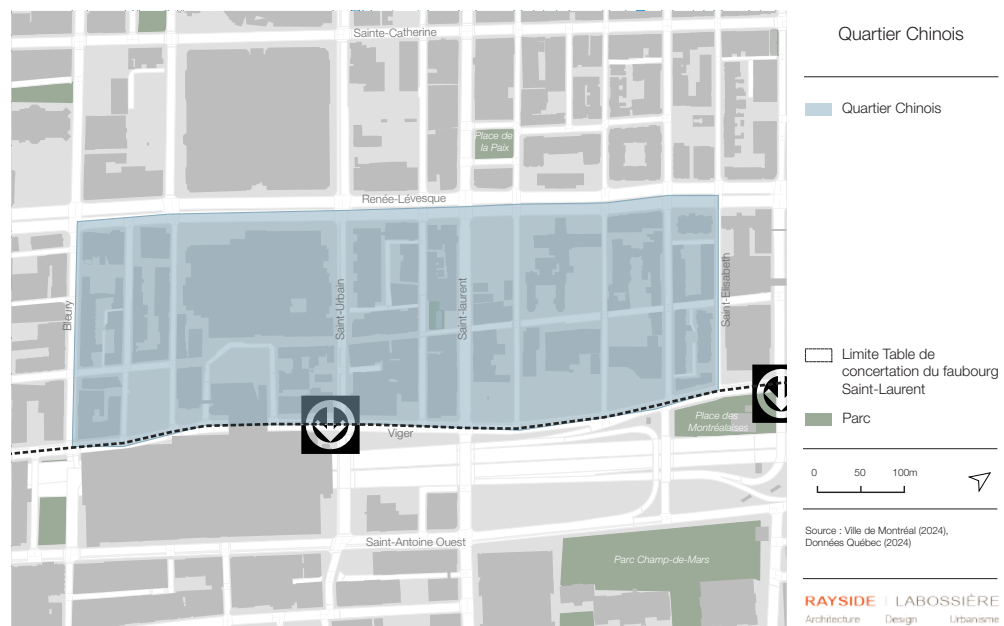 Sainte-Catherine
Place de
la Paix
Renée-Lévesque
Bleury
Saint-Urbain
Saint-laurent
Saint-Elisabeth
Viger
Place des
Montréalaises
Saint-Antoine Ouest
Parc Champ-de-Mars
Quartier Chinois
Quartier Chinois
Limite Table de
concertation du faubourg
Saint-Laurent
Parc
0 50 100m
Source : Ville de Montréal (2024),
Données Québec (2024)
RAYSIDE | LABOSSIÈRE
Architecture Design Urbanisme